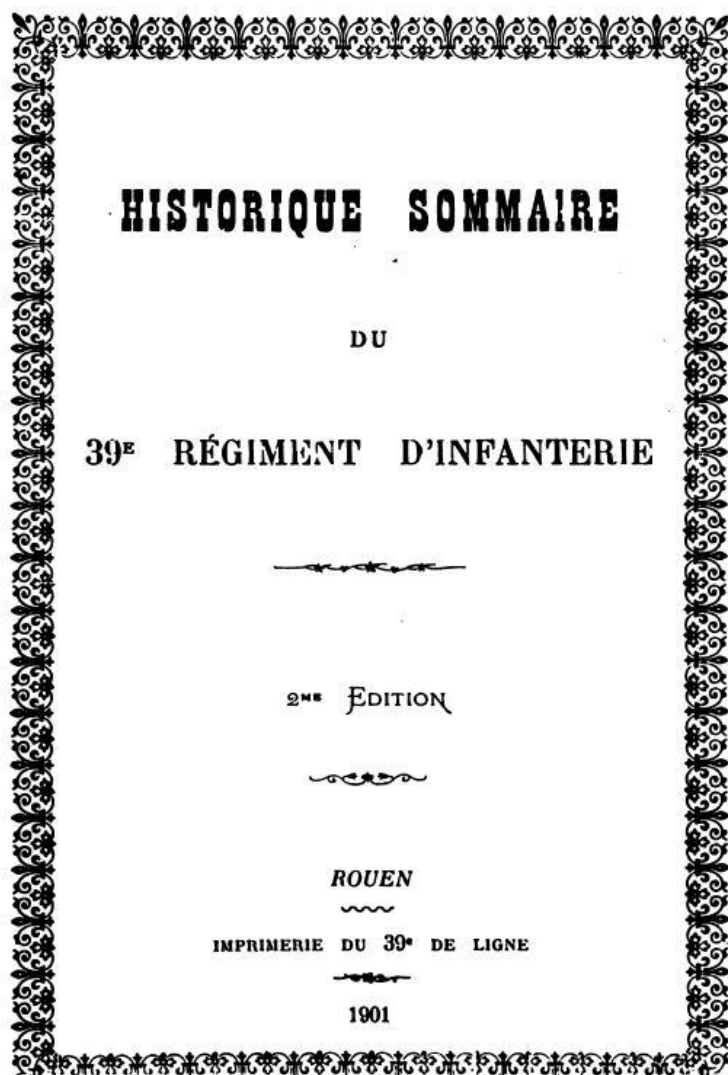 HISTORIQUE SOMMAIRE
DU
39E RÉGIMENT D'INFANTERIE
2ME EDITION
ROUEN
IMPRIMERIE DU 39e DE LIGNE
1901